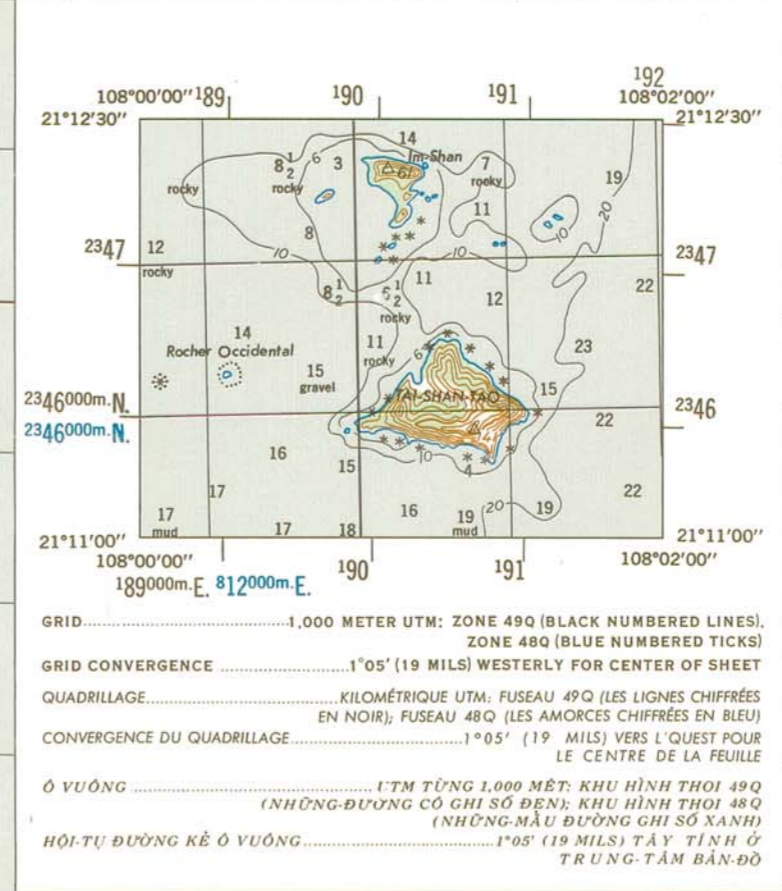 192
108°00'00" 189 190 191 108°02'00"
21°12'30" 21°12'30"
14
Im-Shan
8½ 6 3 61 7
rocky rocky rocky 19
11 20
8 10
2347 12 10 10 2347
rocky
8½ 6½ 11 22
rocky 12
14 11 23
Rocher Occidental 6
15 rocky
gravel 15
2346000m.N. TAI-SHAN-TAO 2346
2346000m.N. 22
16 15 10 4
17 22
17 16 19 20 19
mud 17 18 mud
21°11'00" 21°11'00"
108°00'00" 190 191 108°02'00"
189000m.E. 812000m.E.
GRID 1,000 METER UTM: ZONE 49Q (BLACK NUMBERED LINES),
ZONE 48Q (BLUE NUMBERED TICKS)
GRID CONVERGENCE 1°05' (19 MILS) WESTERLY FOR CENTER OF SHEET
QUADRILLAGE KILOMÉTRIQUE UTM: FUSEAU 49Q (LES LIGNES CHIFFRÉES
EN NOIR); FUSEAU 48Q (LES AMORCES CHIFFRÉES EN BLEU)
CONVERGENCE DU QUADRILLAGE 1°05' (19 MILS) VERS L'QUEST POUR
LE CENTRE DE LA FEUILLE
Ô VUÔNG UTM TỪNG 1,000 MÉT: KHU HÌNH THOI 49Q
(NHỮNG-ĐƯỜNG CÓ GHI SỐ ĐEN); KHU HÌNH THOI 48Q
(NHỮNG-MẪU ĐƯỜNG GHI SỐ XANH)
HỘI-TỤ ĐƯỜNG KẺ Ô VUÔNG 1°05' (19 MILS) TÂY TÍNH Ở
TRUNG-TÂM BẢN-ĐỒ